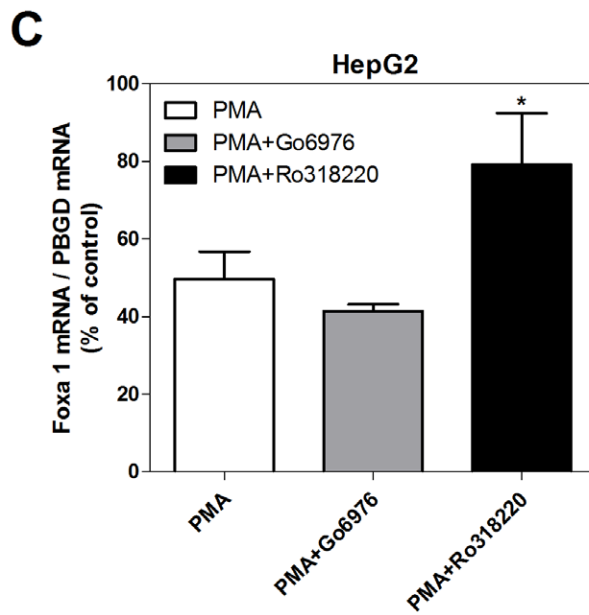 C
HepG2
Foxa 1 mRNA / PBGD mRNA
(% of control)
100
80
60
40
20
0
PMA
PMA+Go6976
PMA+Ro318220
*
PMA
PMA+Go6976
PMA+Ro318220